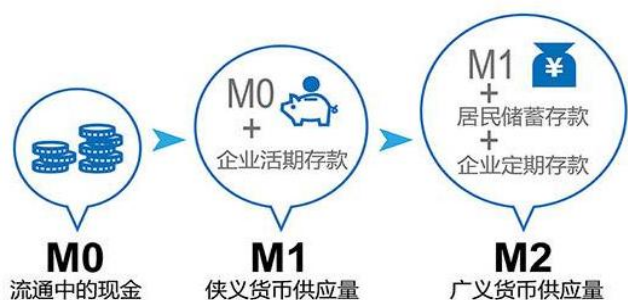 M0
+
企业活期存款
M1
+
居民储蓄存款
+
企业定期存款
¥
M0
流通中的现金
M1
侠义货币供应量
M2
广义货币供应量